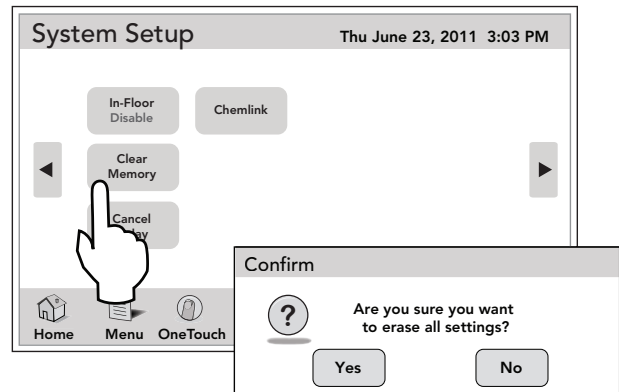 System Setup
Thu June 23, 2011 3:03 PM
In-Floor
Disable
Chemlink
Clear
Memory
Cancel
Home
Menu
OneTouch
Confirm
?
Are you sure you want
to erase all settings?
Yes
No